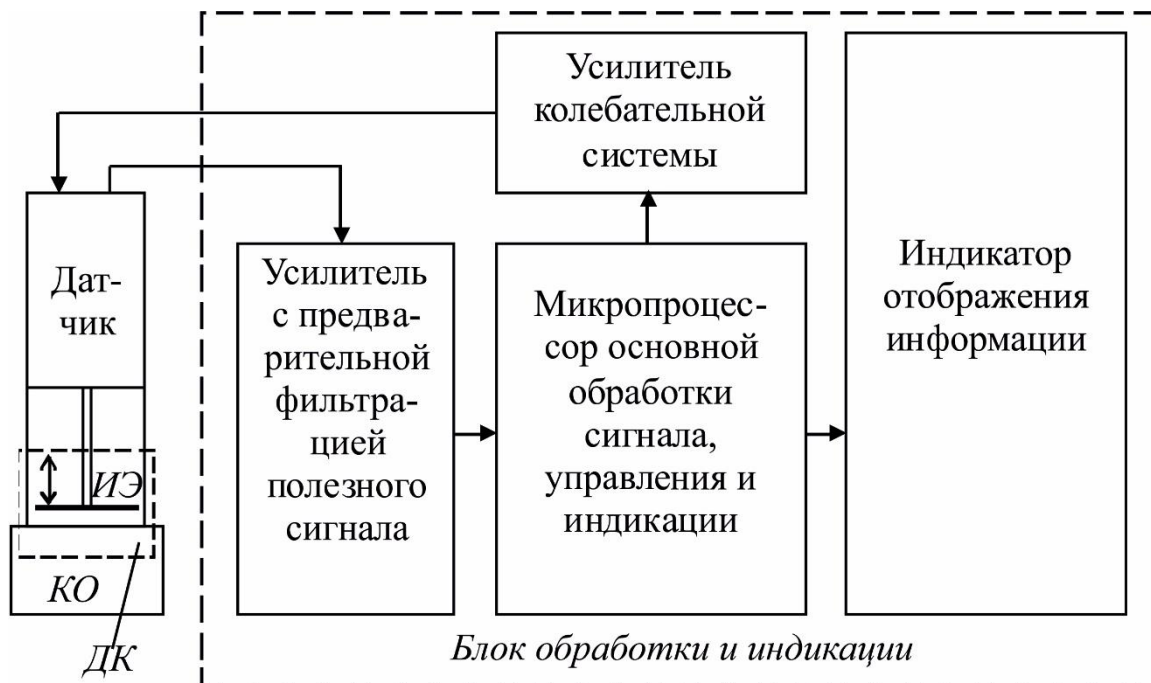 Усилитель
колебательной
системы
Дат-
чик
ИЭ
КО
ДК
Усилитель
с предва-
рительной
фильтра-
цией
полезного
сигнала
Микропроцес-
сор основной
обработки
сигнала,
управления и
индикации
Индикатор
отображения
информации
Блок обработки и индикации